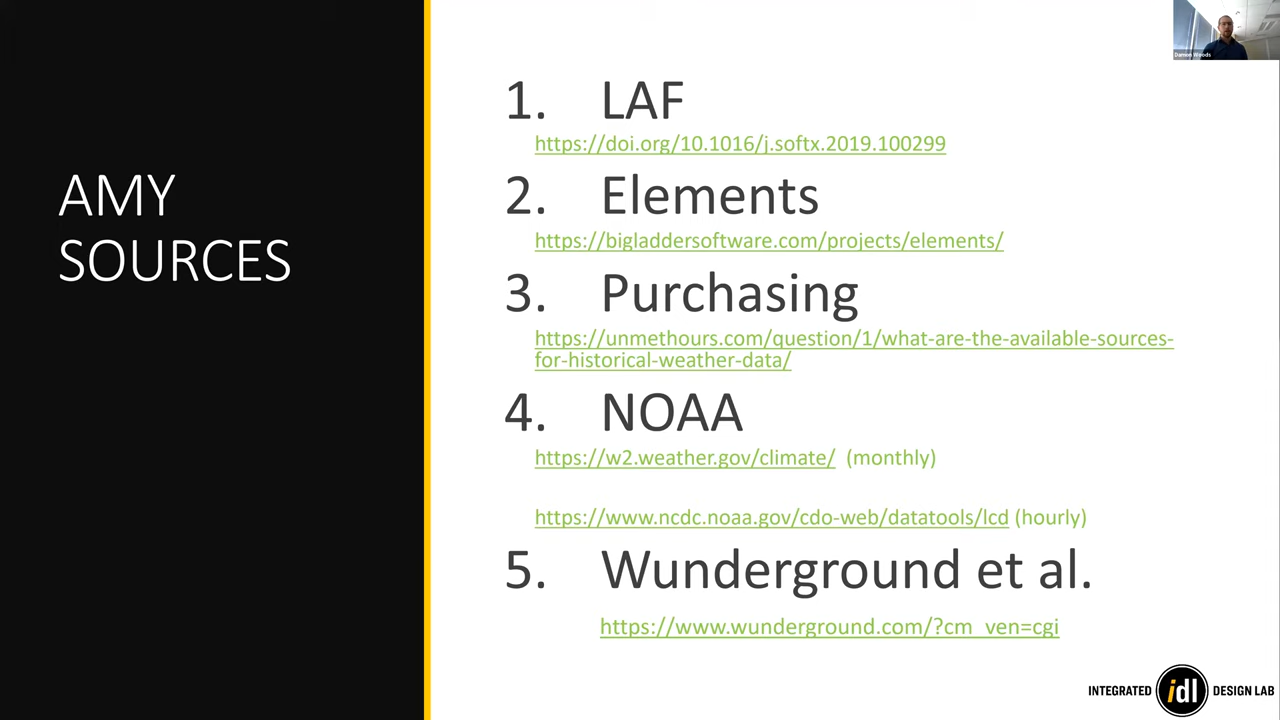 AMY
SOURCES
1. LAF
https://doi.org/10.1016/j.softx.2019.100299
2. Elements
https://bigladdersoftware.com/projects/elements/
3. Purchasing
https://unmethours.com/question/1/what-are-the-available-sources-
for-historical-weather-data/
4. NOAA
https://w2.weather.gov/climate/ (monthly)
https://www.ncdc.noaa.gov/cdo-web/datatools/lcd (hourly)
5. Wunderground et al.
https://www.wunderground.com/?cm_ven=cgi
Damon Woods
INTEGRATED idl DESIGN LAB